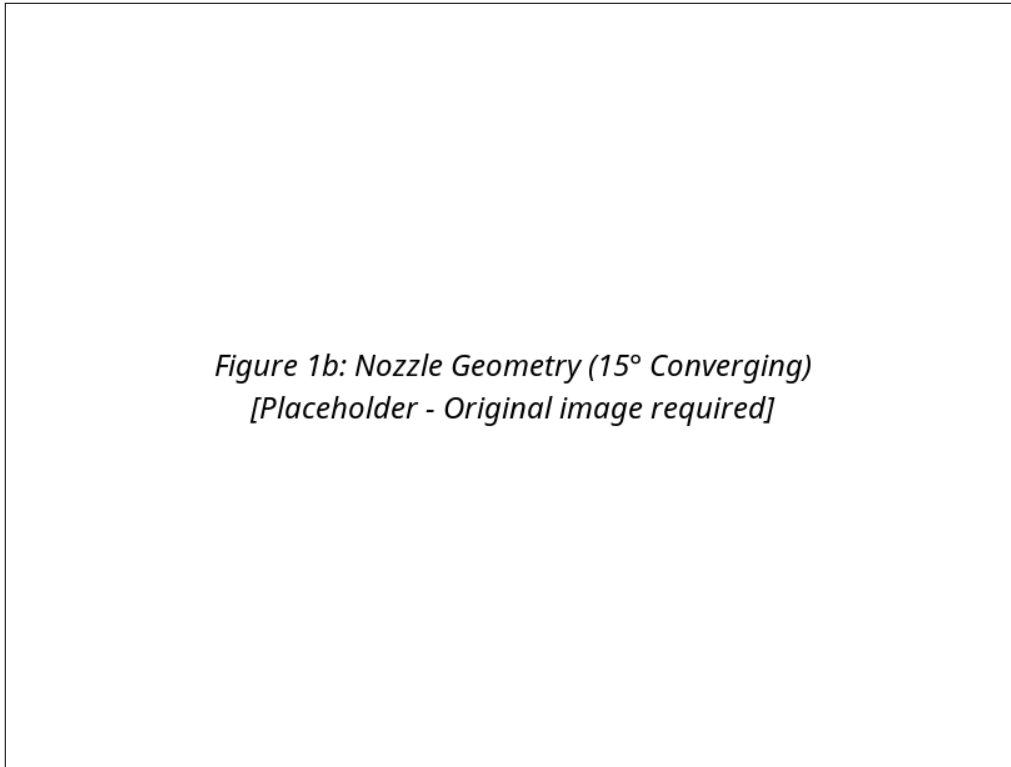 Figure 1b: Nozzle Geometry (15° Converging)
[Placeholder - Original image required]